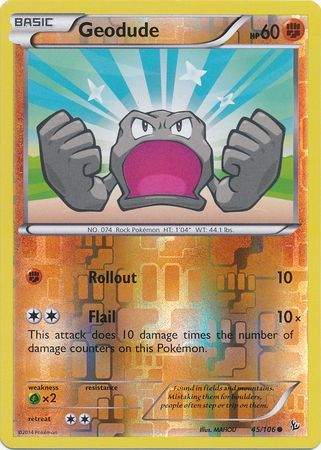 BASIC
Geodude
HP60
NO. 074 Rock Pokémon HT: 1'04" WT: 44.1 lbs.
Rollout 10
Flail 10×
This attack does 10 damage times the number of
damage counters on this Pokémon.
weakness
×2
resistance
retreat
Found in fields and mountains.
Mistaking them for boulders,
people often step or trip on them.
Illus. MAHOU
45/106
©2014 Pokémon